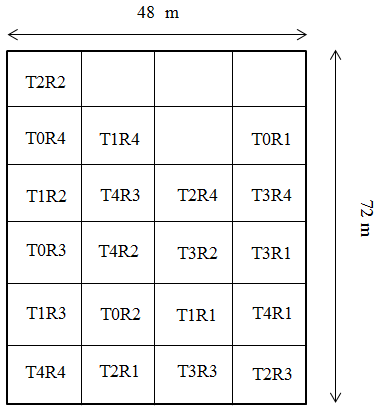 48 m
T2R2
T0R4 T1R4 T0R1
T1R2 T4R3 T2R4 T3R4
72 m
T0R3 T4R2 T3R2 T3R1
T1R3 T0R2 T1R1 T4R1
T4R4 T2R1 T3R3 T2R3